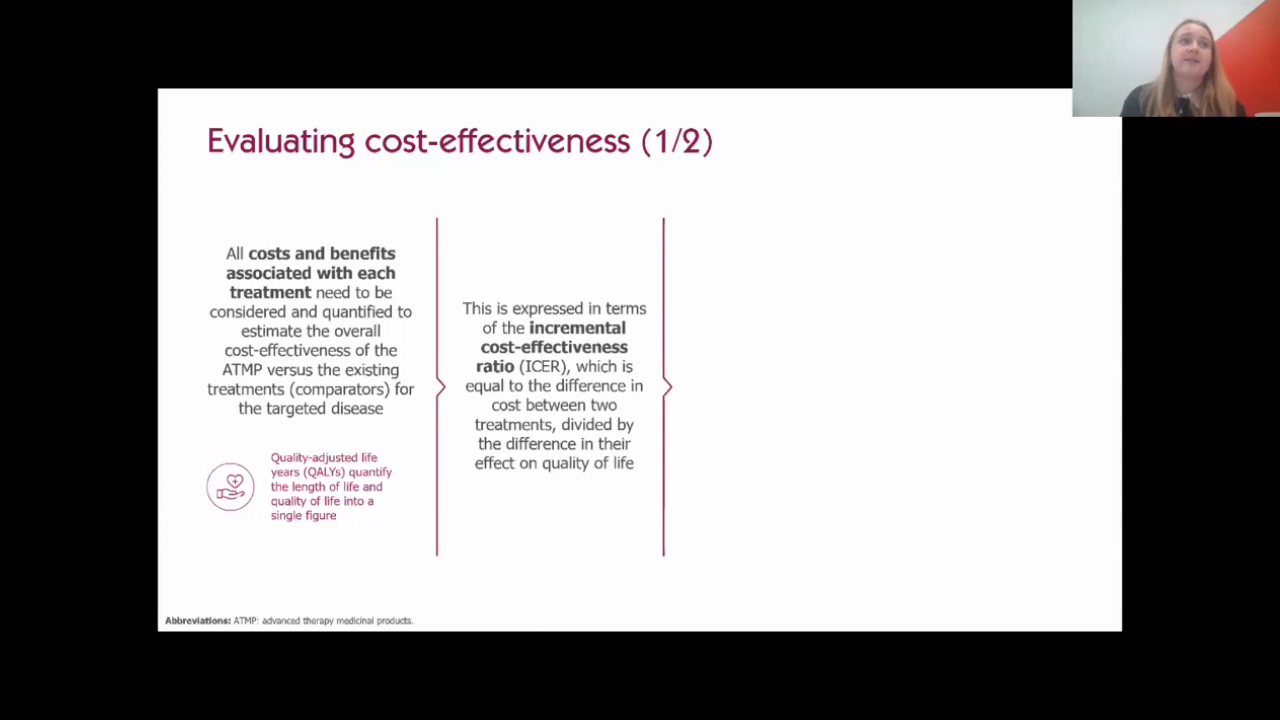 Evaluating cost-effectiveness (1/2)
All costs and benefits
associated with each
treatment need to be
considered and quantified to
estimate the overall
cost-effectiveness of the
ATMP versus the existing
treatments (comparators) for
the targeted disease
Quality-adjusted life
years (QALYs) quantify
the length of life and
quality of life into a
single figure
This is expressed in terms
of the incremental
cost-effectiveness
ratio (ICER), which is
equal to the difference in
cost between two
treatments, divided by
the difference in their
effect on quality of life
Abbreviations: ATMP: advanced therapy medicinal products.